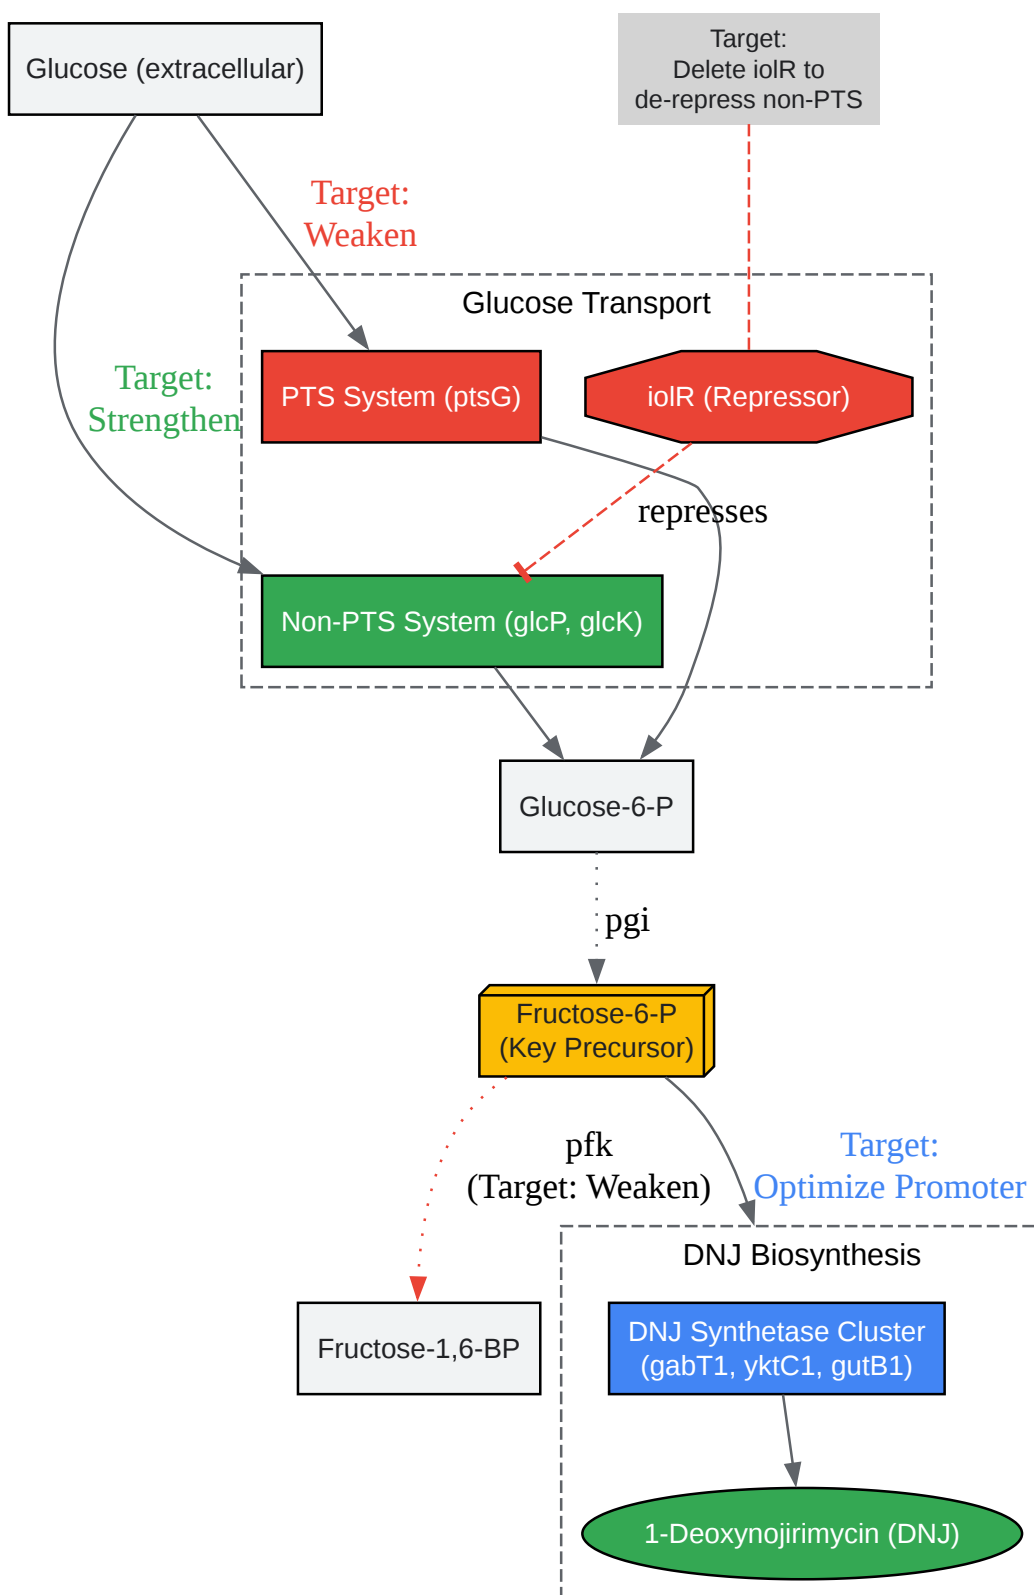 Glucose (extracellular)
Target:
Delete iolR to
de-repress non-PTS
Target:
Weaken
Glucose Transport
Target:
Strengthen
PTS System (ptsG)
iolR (Repressor)
represses
Non-PTS System (glcP, glcK)
Glucose-6-P
pgi
Fructose-6-P
(Key Precursor)
pfk
(Target: Weaken)
Target:
Optimize Promoter
DNJ Biosynthesis
Fructose-1,6-BP
DNJ Synthetase Cluster
(gabT1, yktC1, gutB1)
1-Deoxynojirimycin (DNJ)